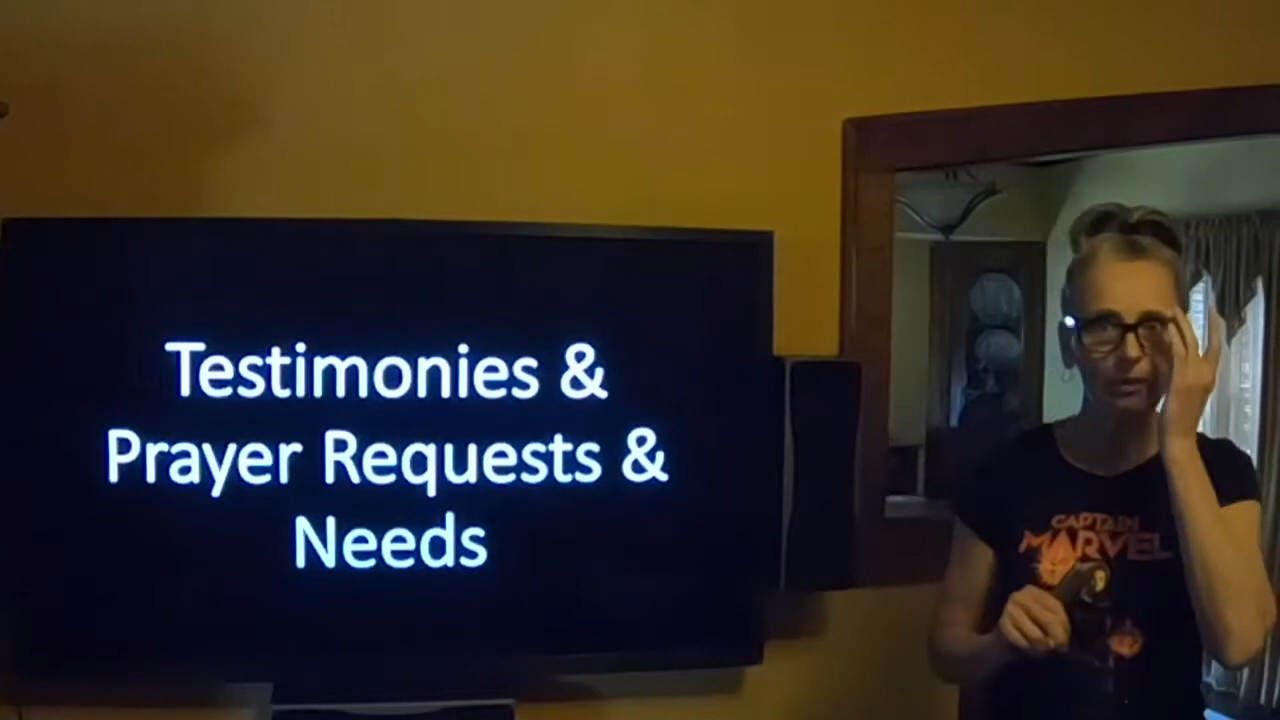 Testimonies &
Prayer Requests &
Needs
CAPTAIN
MARVEL